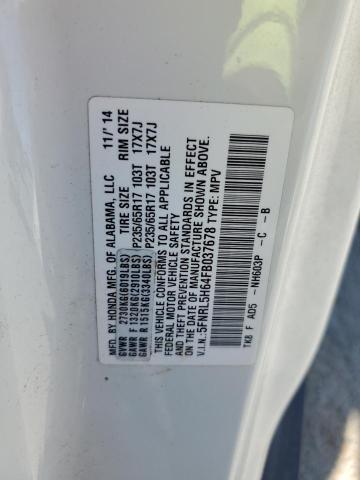 MFD. BY: HONDA MFG. OF ALABAMA, LLC 11/'14
TIRE SIZE RIM SIZE
GVWR 2730KG(6019LBS)
GAWR F 1320KG(2910LBS) P235/65R17 103T 17X7J
GAWR R 1515KG(3340LBS) P235/65R17 103T 17X7J
THIS VEHICLE CONFORMS TO ALL APPLICABLE
FEDERAL MOTOR VEHICLE SAFETY AND
THEFT PREVENTION STANDARDS IN EFFECT
ON THE DATE OF MANUFACTURE SHOWN ABOVE.
V.I.N.:5FNRL5H64FB037678 TYPE: MPV
TK8 F A05 -NH603P -C -B